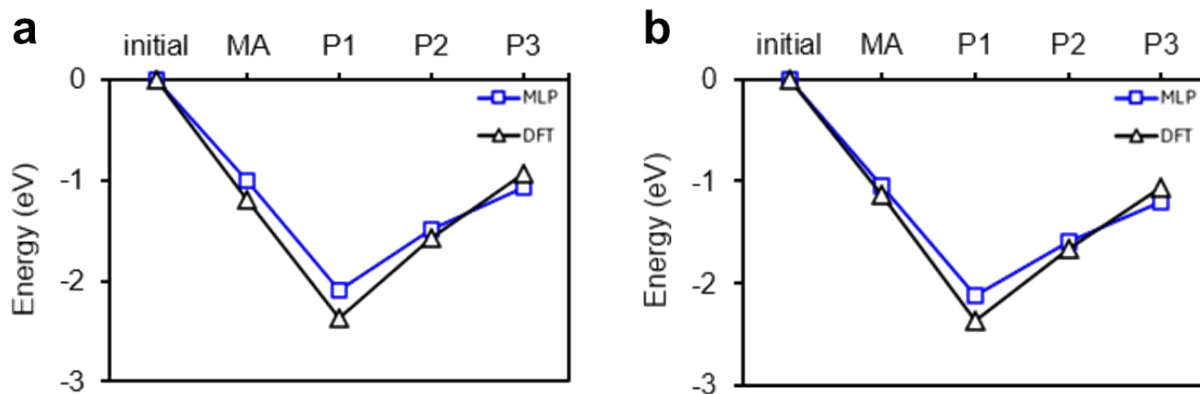 a
initial MA P1 P2 P3
0
-1
-2
-3
Energy (eV)
MLP
DFT
b
initial MA P1 P2 P3
0
-1
-2
-3
Energy (eV)
MLP
DFT